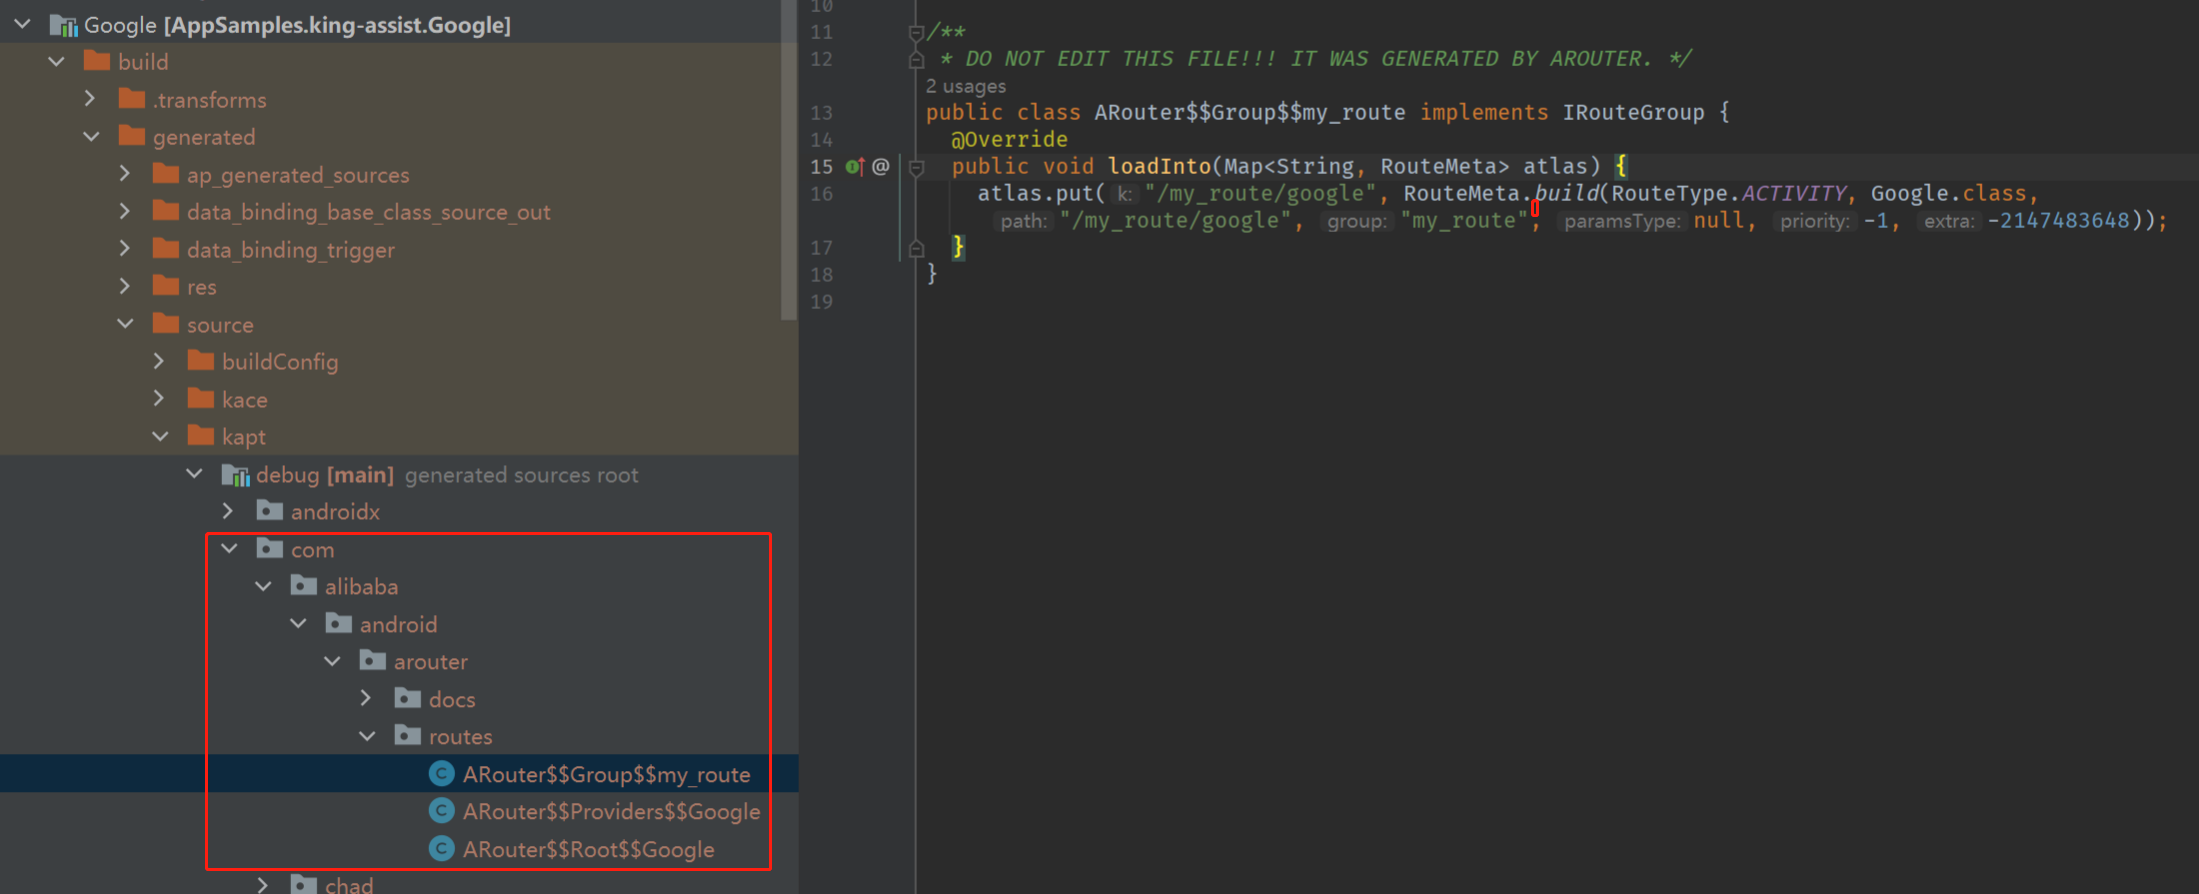 Google [AppSamples.king-assist.Google]
build
.transforms
generated
ap_generated_sources
data_binding_base_class_source_out
data_binding_trigger
res
source
buildConfig
kace
kapt
debug [main] generated sources root
androidx
com
alibaba
android
arouter
docs
routes
ARouter$$Group$$my_route
ARouter$$Providers$$Google
ARouter$$Root$$Google
chad
10
11 /**
12 * DO NOT EDIT THIS FILE!!! IT WAS GENERATED BY AROUTER. */
2 usages
13 public class ARouter$$Group$$my_route implements IRouteGroup {
14 @Override
15 @ public void loadInto(Map<String, RouteMeta> atlas) {
16 atlas.put( k: "/my_route/google", RouteMeta.build(RouteType.ACTIVITY, Google.class,
path: "/my_route/google", group: "my_route", paramsType: null, priority: -1, extra: -2147483648));
17 }
18 }
19